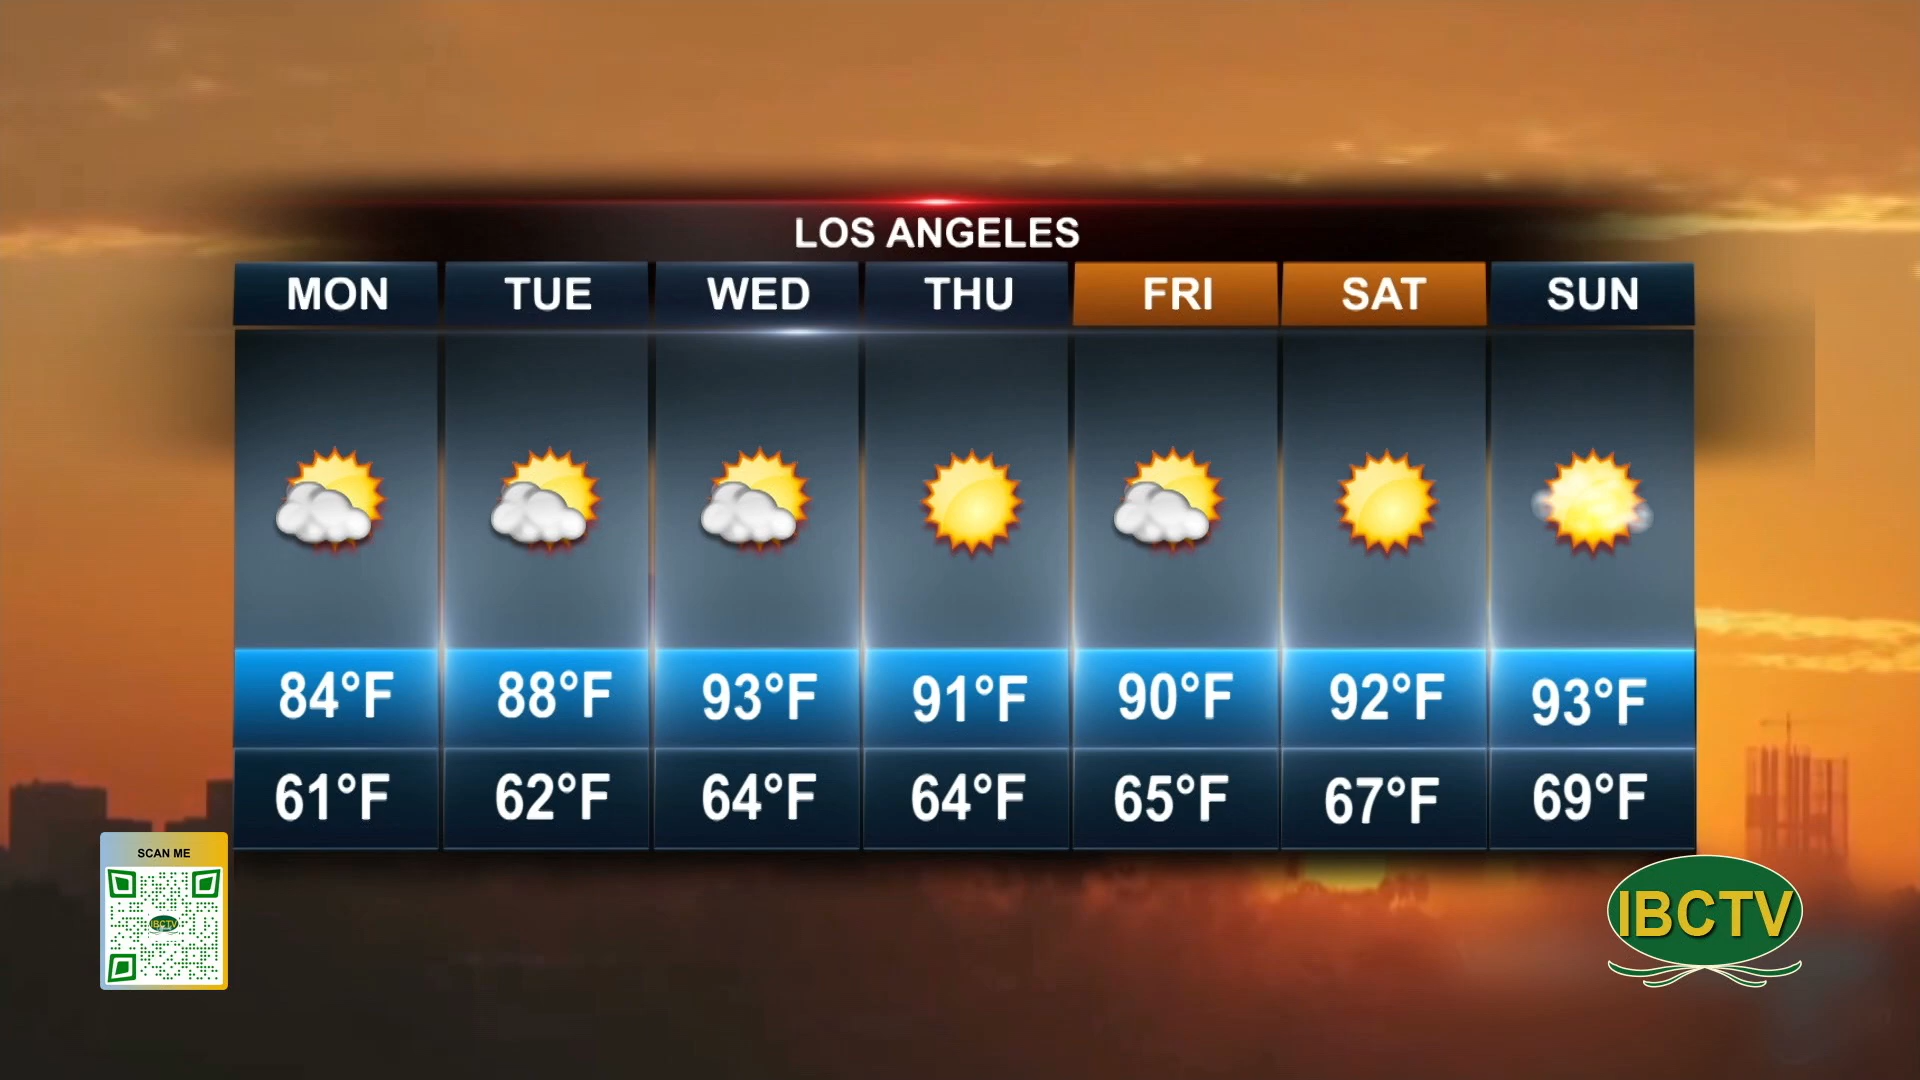 LOS ANGELES
MON TUE WED THU FRI SAT SUN
84°F 88°F 93°F 91°F 90°F 92°F 93°F
61°F 62°F 64°F 64°F 65°F 67°F 69°F
SCAN ME
IBCTV
IBCTV